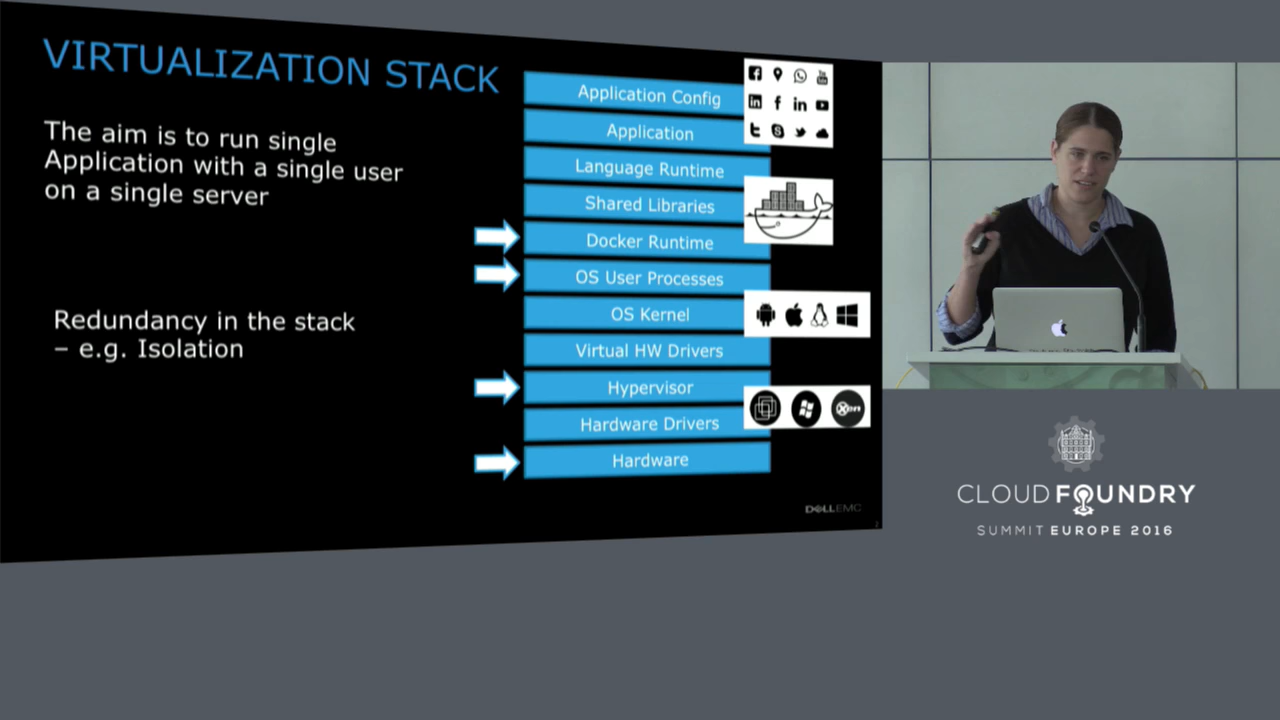 VIRTUALIZATION STACK
The aim is to run single
Application with a single user
on a single server
Redundancy in the stack
– e.g. Isolation
Application Config
Application
Language Runtime
Shared Libraries
Docker Runtime
OS User Processes
OS Kernel
Virtual HW Drivers
Hypervisor
Hardware Drivers
Hardware
Xen
DELLEMC
2
CLOUD FOUNDRY
SUMMIT EUROPE 2016